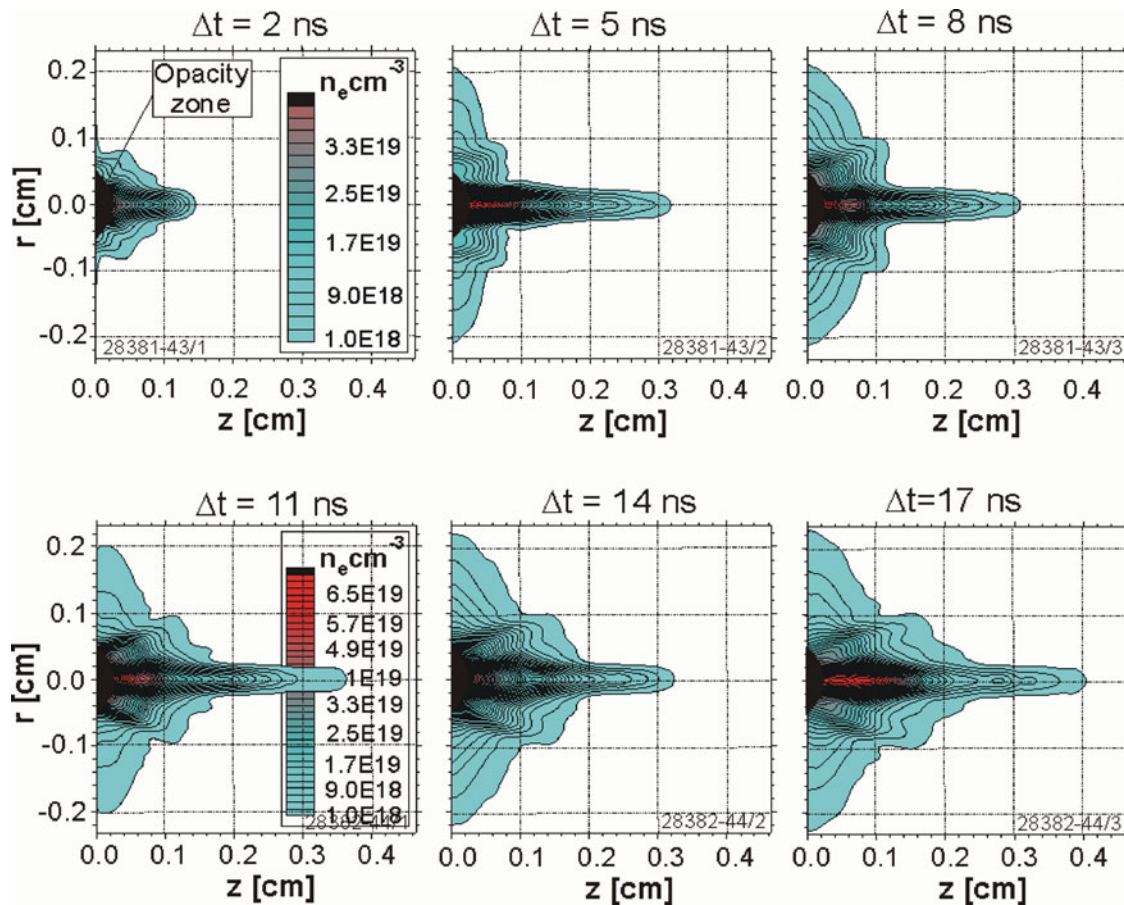 Δt = 2 ns
Δt = 5 ns
Δt = 8 ns
Opacity
zone
n_e cm^-3
3.3E19
2.5E19
1.7E19
9.0E18
1.0E18
r [cm]
0.2
0.1
0.0
-0.1
-0.2
28381-43/1
28381-43/2
28381-43/3
0.0 0.1 0.2 0.3 0.4
0.0 0.1 0.2 0.3 0.4
0.0 0.1 0.2 0.3 0.4
z [cm]
z [cm]
z [cm]
Δt = 11 ns
Δt = 14 ns
Δt=17 ns
n_e cm^-3
6.5E19
5.7E19
4.9E19
1E19
3.3E19
2.5E19
1.7E19
9.0E18
1.0E18
r [cm]
0.2
0.1
0.0
-0.1
-0.2
28382-44/1
28382-44/2
28382-44/3
0.0 0.1 0.2 0.3 0.4
0.0 0.1 0.2 0.3 0.4
0.0 0.1 0.2 0.3 0.4
z [cm]
z [cm]
z [cm]